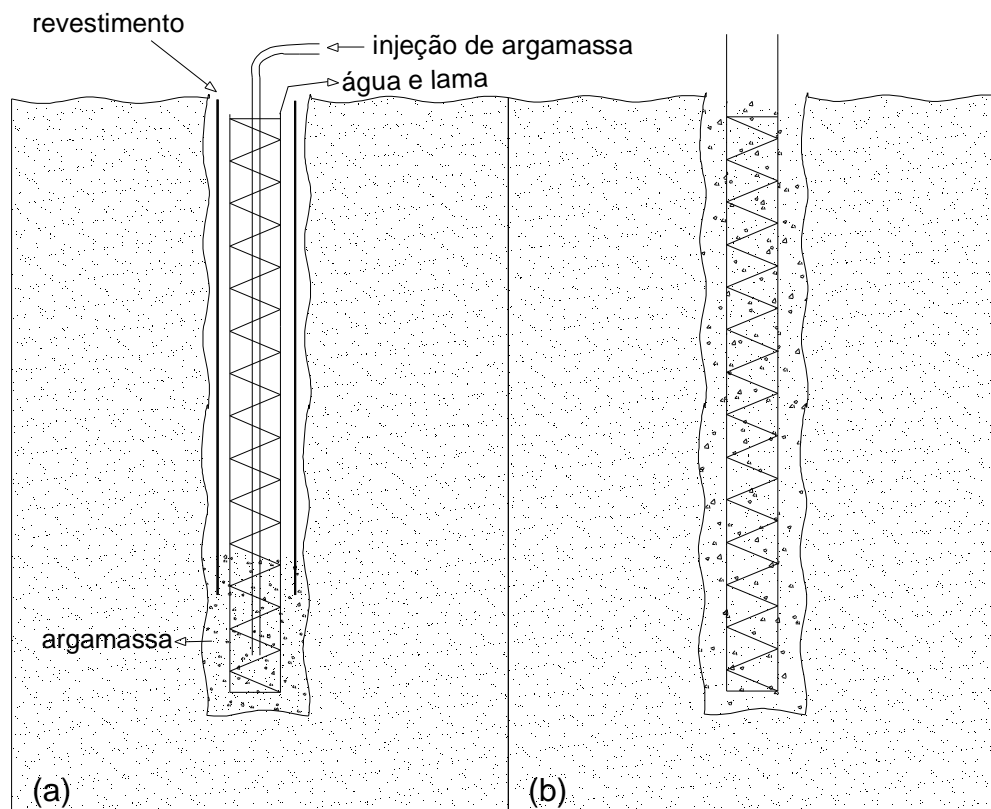 revestimento
injeção de argamassa
água e lama
argamassa
(a)
(b)